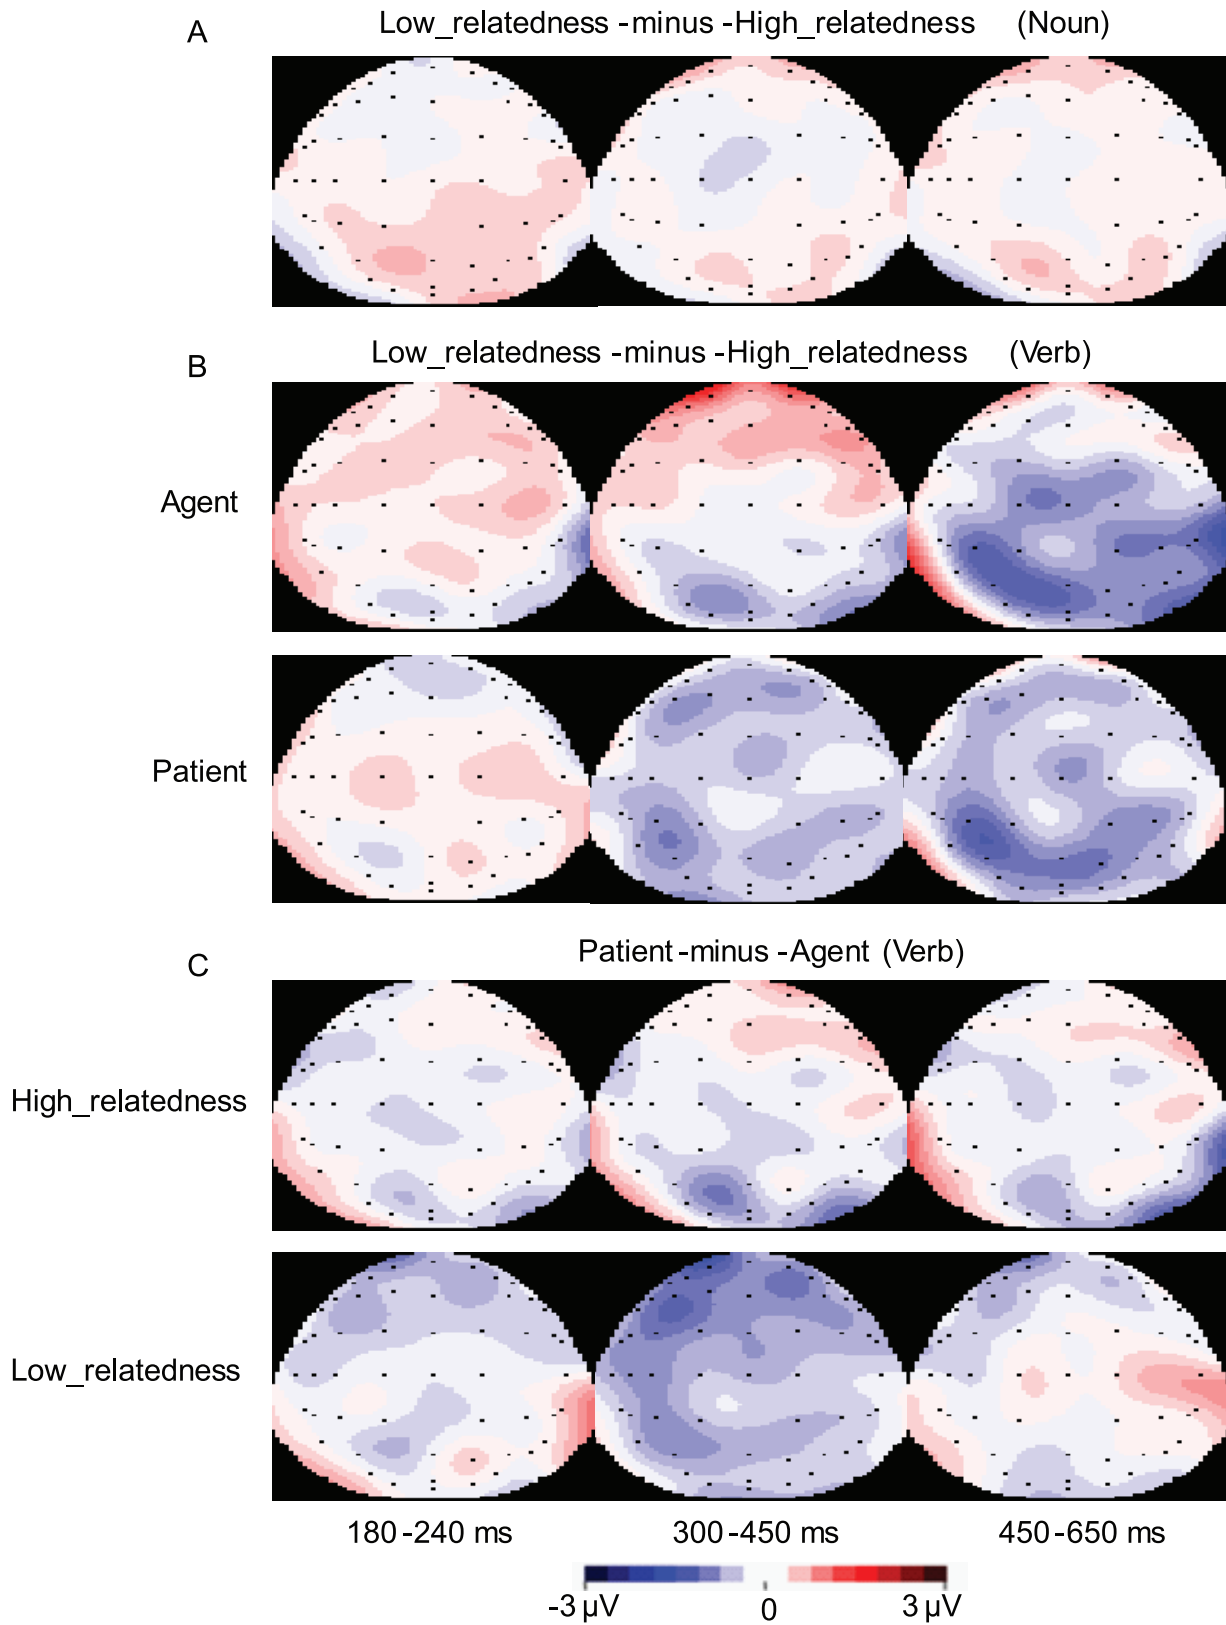 A
Low_relatedness -minus -High_relatedness (Noun)
B
Low_relatedness -minus -High_relatedness (Verb)
Agent
Patient
C
Patient -minus -Agent (Verb)
High_relatedness
Low_relatedness
180-240 ms 300-450 ms 450-650 ms
-3 µV 0 3 µV